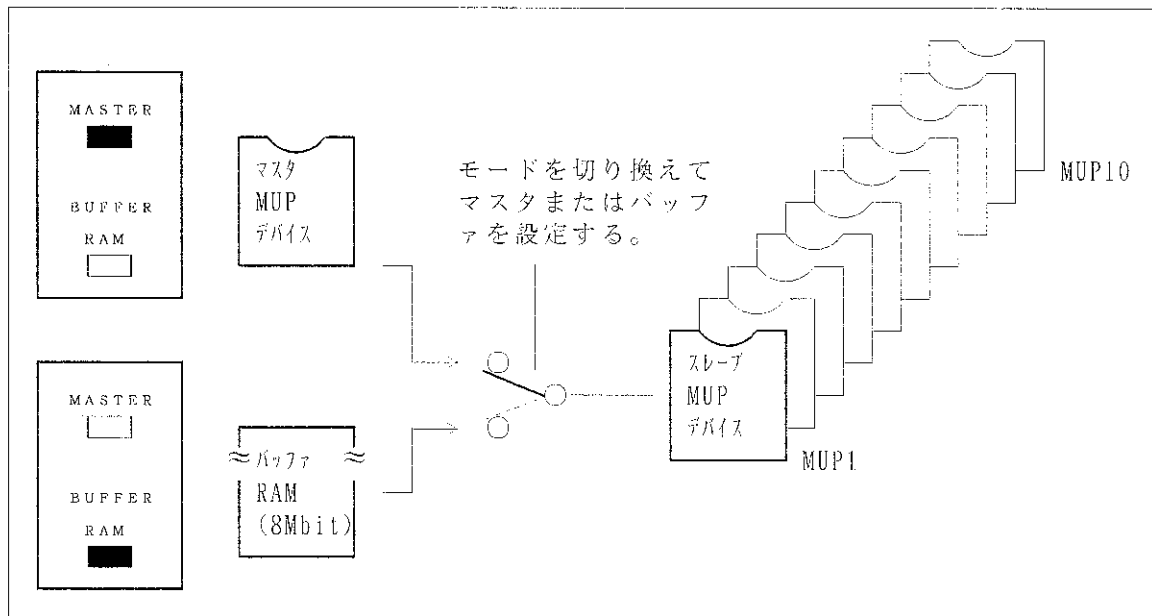 MASTER
BUFFER
RAM
マスタ
MUP
デバイス
モードを切り換えて
マスタまたはバッフ
ァを設定する。
MUP10
スレーブ
MUP
デバイス
MUP1
MASTER
BUFFER
RAM
バッファ
RAM
(8Mbit)